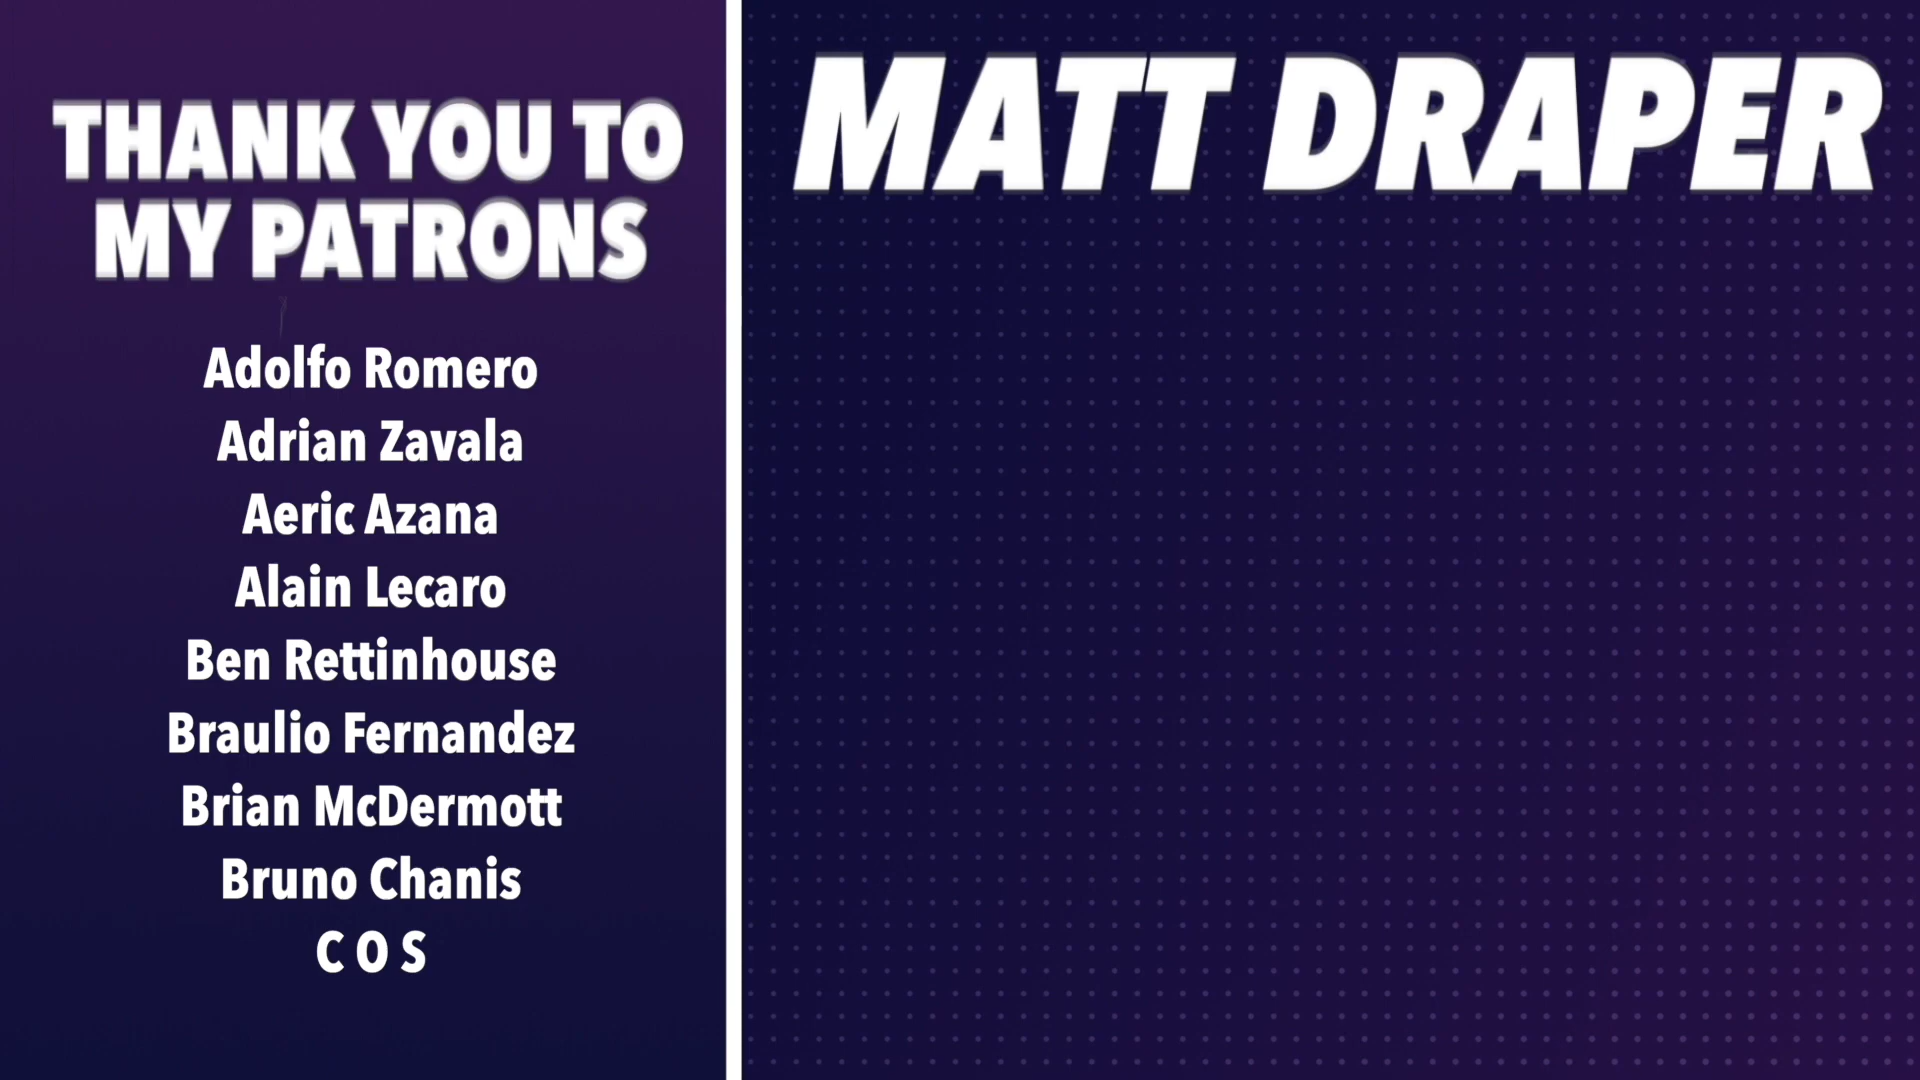 THANK YOU TO
MY PATRONS
Adolfo Romero
Adrian Zavala
Aeric Azana
Alain Lecaro
Ben Rettinhouse
Braulio Fernandez
Brian McDermott
Bruno Chanis
C O S
MATT DRAPER